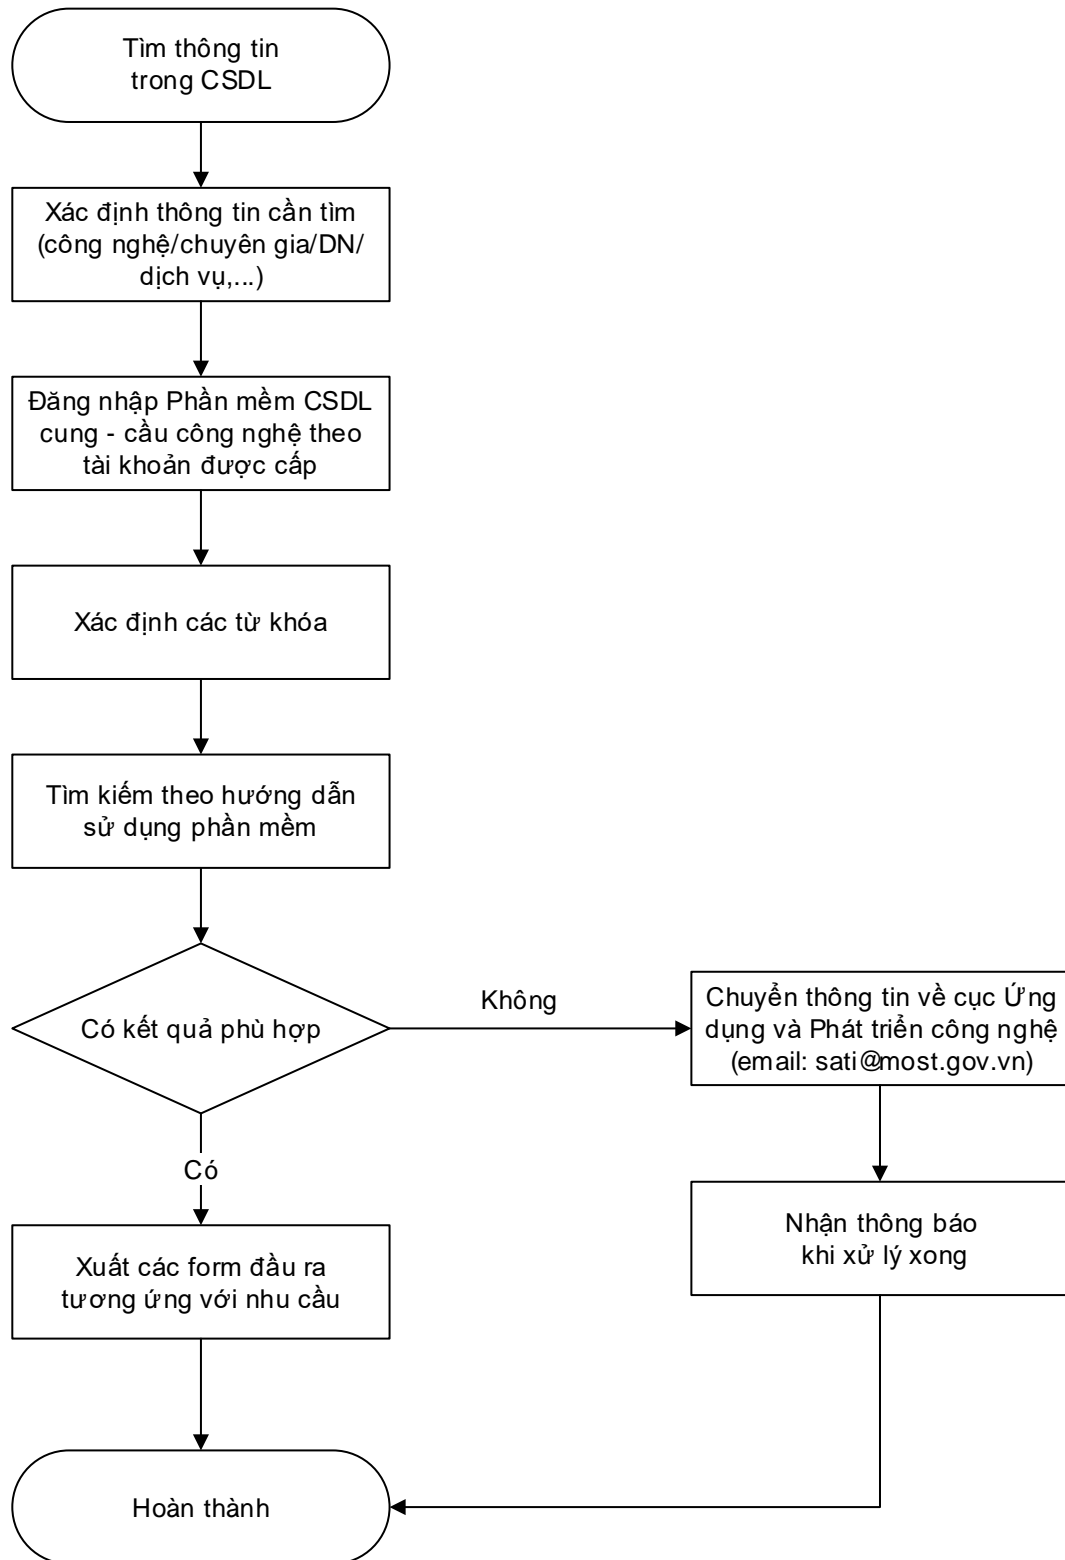 Tìm thông tin
trong CSDL
Xác định thông tin cần tìm
(công nghệ/chuyên gia/DN/
dịch vụ,...)
Đăng nhập Phần mềm CSDL
cung - cầu công nghệ theo
tài khoản được cấp
Xác định các từ khóa
Tìm kiếm theo hướng dẫn
sử dụng phần mềm
Có kết quả phù hợp
Không
Chuyển thông tin về cục Ứng
dụng và Phát triển công nghệ
(email: sati@most.gov.vn)
Có
Nhận thông báo
khi xử lý xong
Xuất các form đầu ra
tương ứng với nhu cầu
Hoàn thành